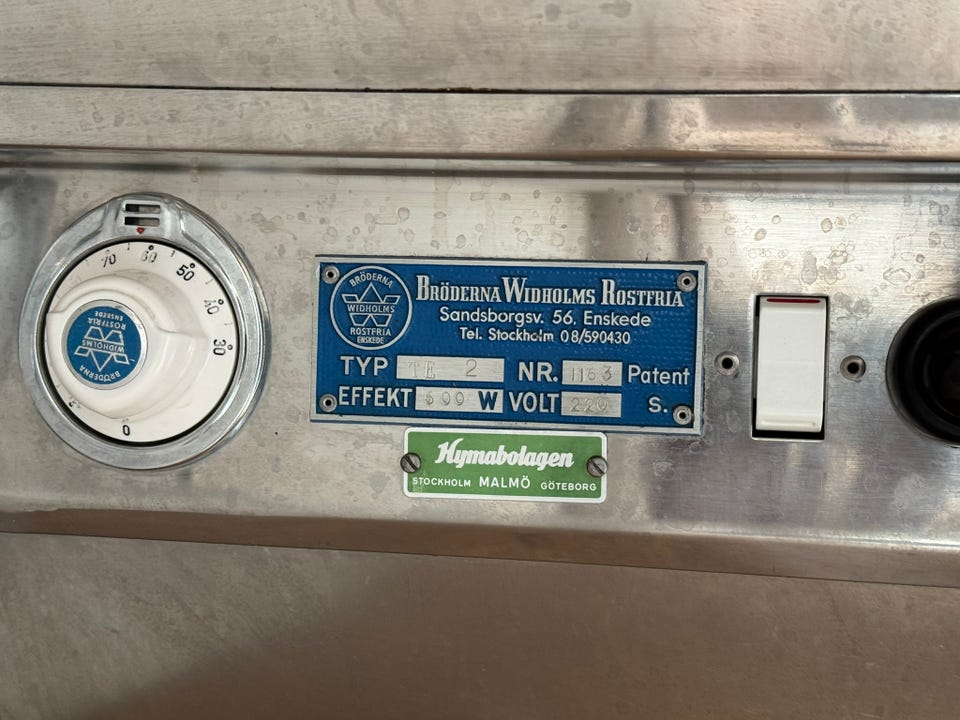 70 60 50 40 30 0
BRÖDERNA
WIDHOLMS
ROSTFRIA
ENSKEDE
BRÖDERNA
WIDHOLMS
ROSTFRIA
ENSKEDE
BRÖDERNA WIDHOLMS ROSTFRIA
Sandsborgsv. 56, Enskede
Tel. Stockholm 08/590430
TYP TE 2 NR. 1163 Patent
EFFEKT 600 W VOLT 220 S.
Hymabolagen
STOCKHOLM MALMÖ GÖTEBORG